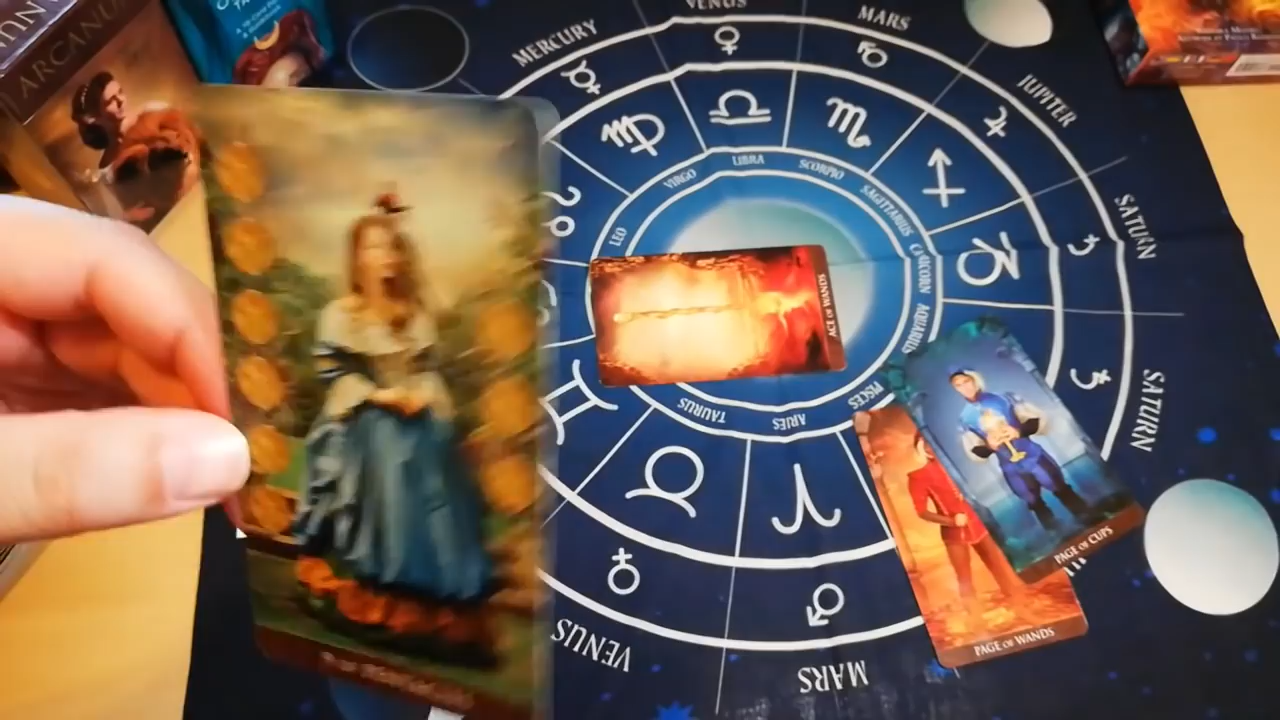 ARCANU
VENUS
MARS
MERCURY
JUPITER
SATURN
SATURN
MARS
VENUS
LIBRA
SCORPIO
SAGITTARIUS
CAPRICORN
AQUARIUS
PISCES
ARIES
TAURUS
LEO
VIRGO
ACE OF WANDS
PAGE OF CUPS
PAGE OF WANDS